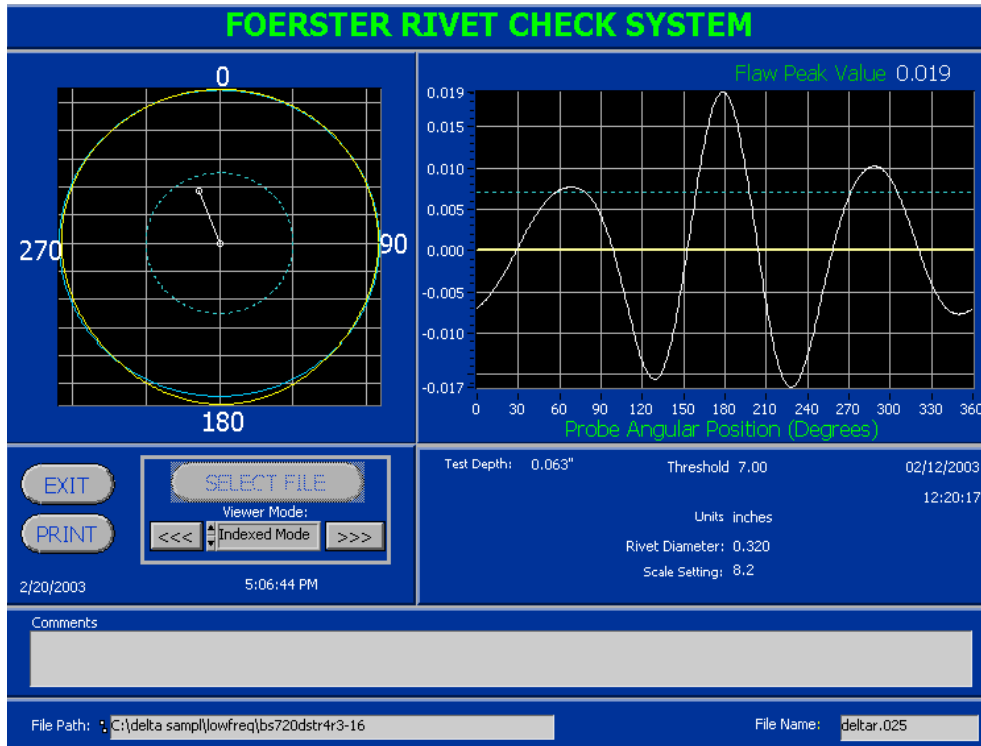 FOERSTER RIVET CHECK SYSTEM
0
270
90
180
Flaw Peak Value 0.019
0.019
0.015
0.010
0.005
0.000
-0.005
-0.010
-0.017
0 30 60 90 120 150 180 210 240 270 300 330 360
Probe Angular Position (Degrees)
EXIT
PRINT
SELECT FILE
Viewer Mode:
<<< Indexed Mode >>>
2/20/2003 5:06:44 PM
Test Depth: 0.063" Threshold 7.00 02/12/2003
12:20:17
Units inches
Rivet Diameter: 0.320
Scale Setting: 8.2
Comments
File Path: C:\delta sampl\lowfreq\bs720dstr4r3-16 File Name: deltar.025